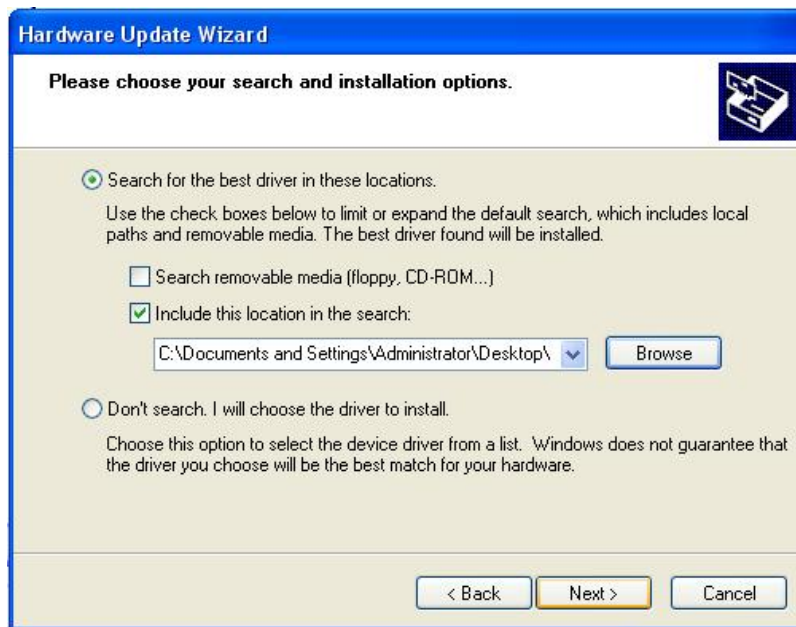 Hardware Update Wizard
Please choose your search and installation options.
Search for the best driver in these locations.
Use the check boxes below to limit or expand the default search, which includes local
paths and removable media. The best driver found will be installed.
Search removable media (floppy, CD-ROM...)
Include this location in the search:
C:\Documents and Settings\Administrator\Desktop\
Browse
Don't search. I will choose the driver to install.
Choose this option to select the device driver from a list. Windows does not guarantee that
the driver you choose will be the best match for your hardware.
< Back
Next >
Cancel